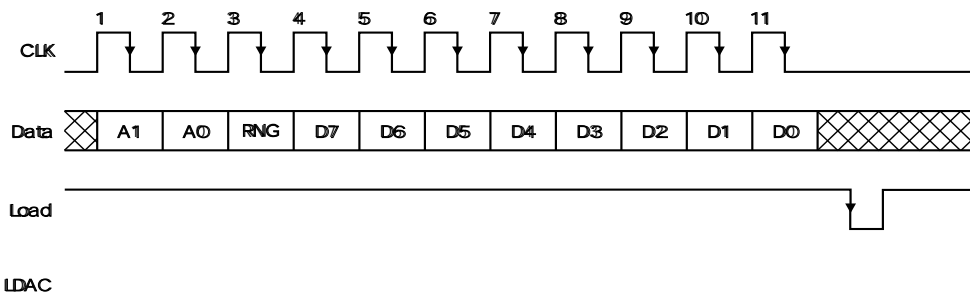 1 2 3 4 5 6 7 8 9 10 11
CLK
Data A1 A0 RNG D7 D6 D5 D4 D3 D2 D1 D0
Load
LDAC